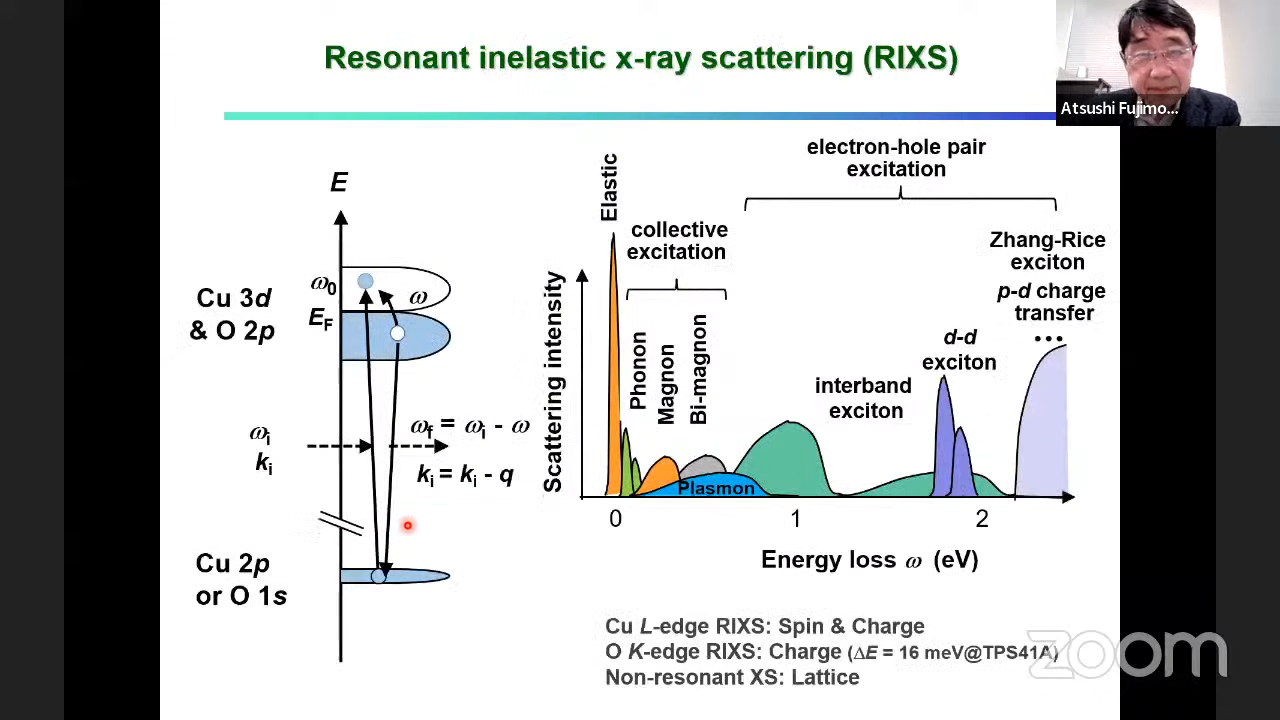 Resonant inelastic x-ray scattering (RIXS)
Atsushi Fujimo...
E
ω0
ω
EF
Cu 3d
& O 2p
ωi
ki
ωf = ωi - ω
ki = ki - q
Cu 2p
or O 1s
electron-hole pair
excitation
Elastic
collective
excitation
Zhang-Rice
exciton
p-d charge
transfer
•••
d-d
exciton
interband
exciton
Phonon
Magnon
Bi-magnon
Plasmon
Scattering intensity
0
1
2
Energy loss ω (eV)
Cu L-edge RIXS: Spin & Charge
O K-edge RIXS: Charge (ΔE = 16 meV@TPS41A)
Non-resonant XS: Lattice
zoom